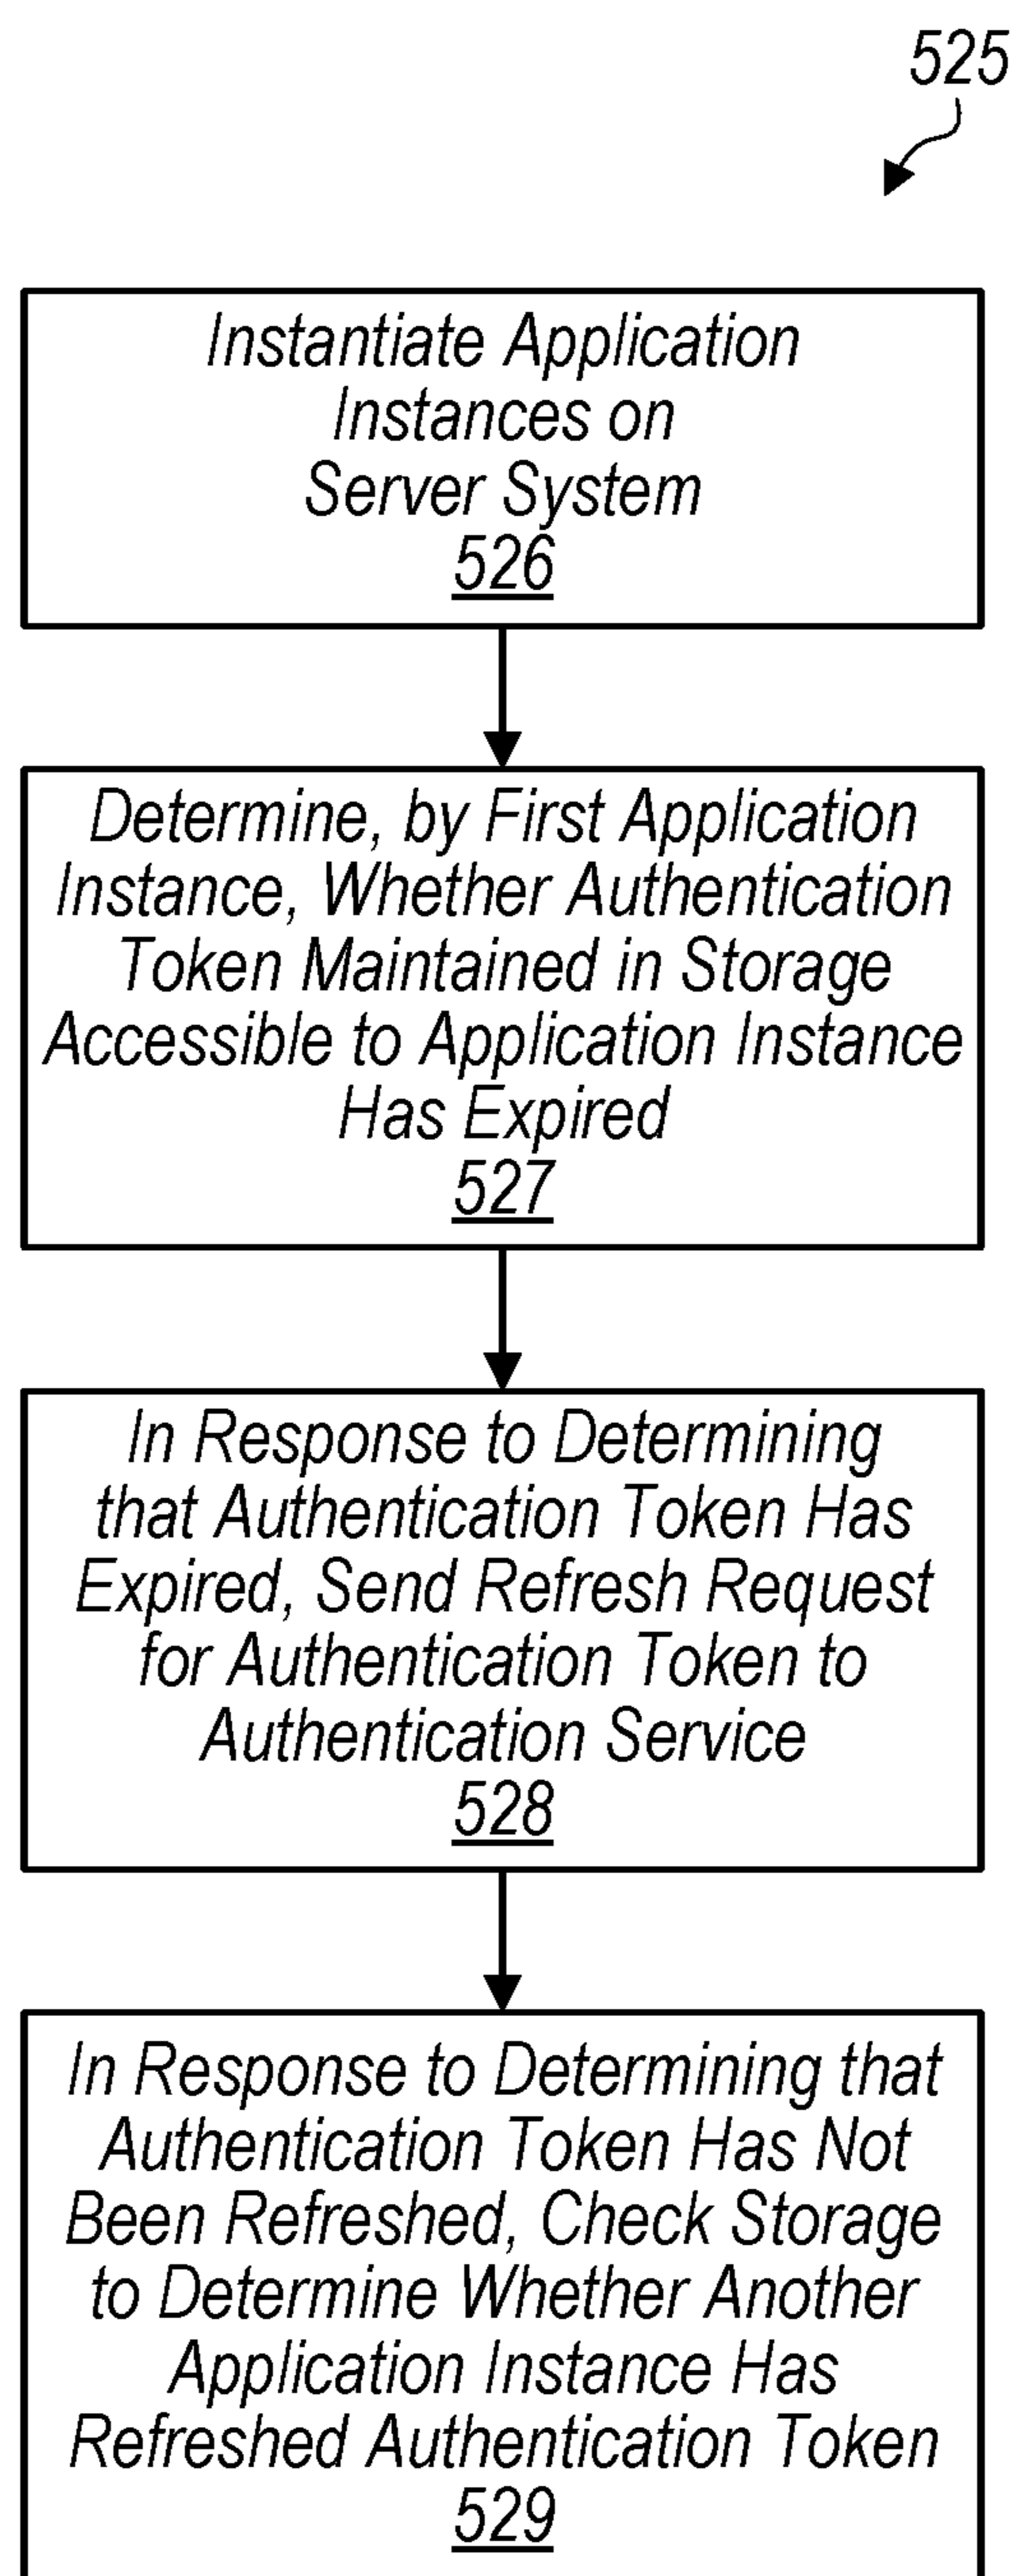 525
Instantiate Application
Instances on
Server System
526
Determine, by First Application
Instance, Whether Authentication
Token Maintained in Storage
Accessible to Application Instance
Has Expired
527
In Response to Determining
that Authentication Token Has
Expired, Send Refresh Request
for Authentication Token to
Authentication Service
528
In Response to Determining that
Authentication Token Has Not
Been Refreshed, Check Storage
to Determine Whether Another
Application Instance Has
Refreshed Authentication Token
529